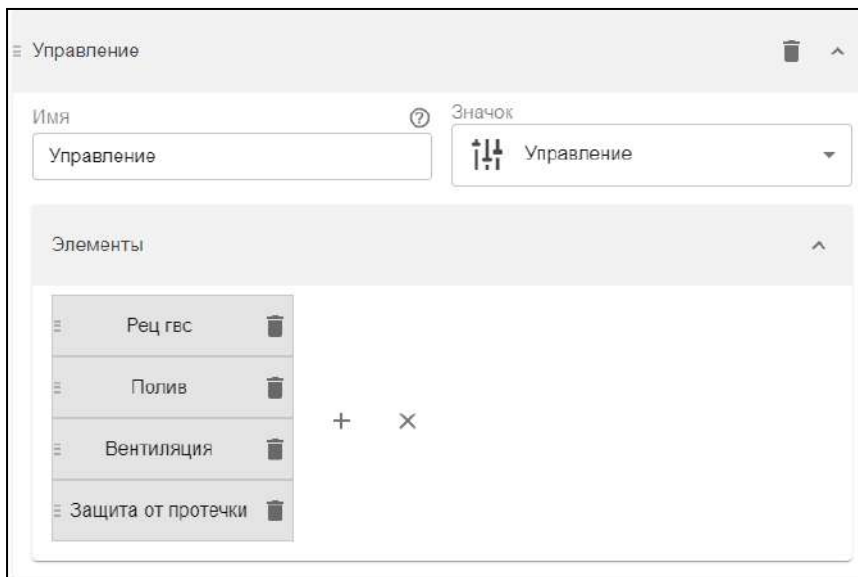 Управление
Имя
Значок
Управление
Управление
Элементы
Рец гвс
Полив
Вентиляция
Защита от протечки